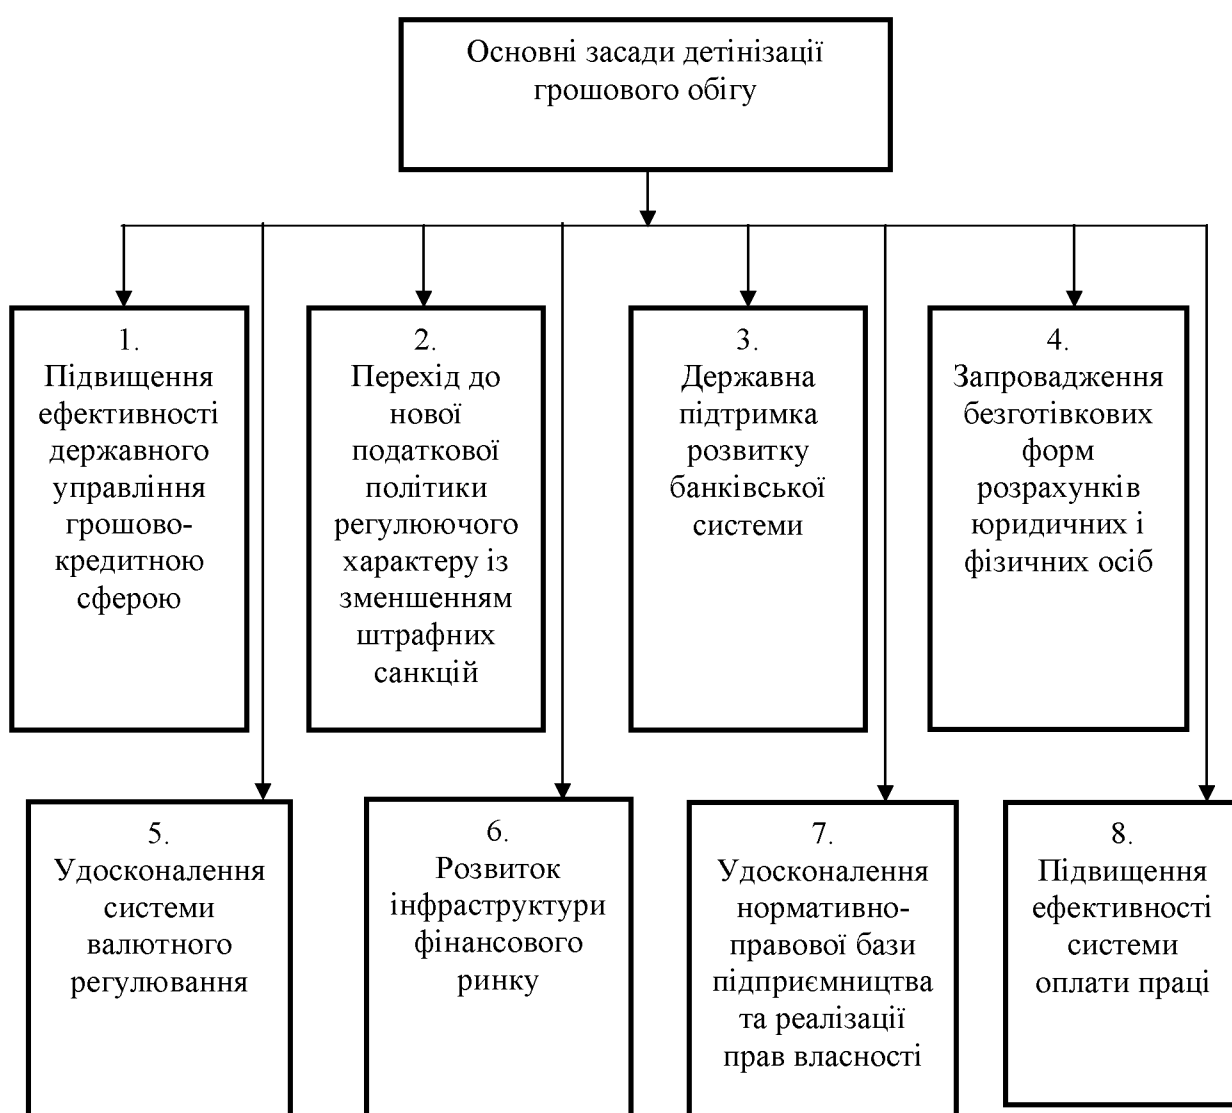 Основні засади детінізації
грошового обігу
1.
Підвищення
ефективності
державного
управління
грошово-
кредитною
сферою
2.
Перехід до
нової
податкової
політики
регулюючого
характеру із
зменшенням
штрафних
санкцій
3.
Державна
підтримка
розвитку
банківської
системи
4.
Запровадження
безготівкових
форм
розрахунків
юридичних і
фізичних осіб
5.
Удосконалення
системи
валютного
регулювання
6.
Розвиток
інфраструктури
фінансового
ринку
7.
Удосконалення
нормативно-
правової бази
підприємництва
та реалізації
прав власності
8.
Підвищення
ефективності
системи
оплати праці